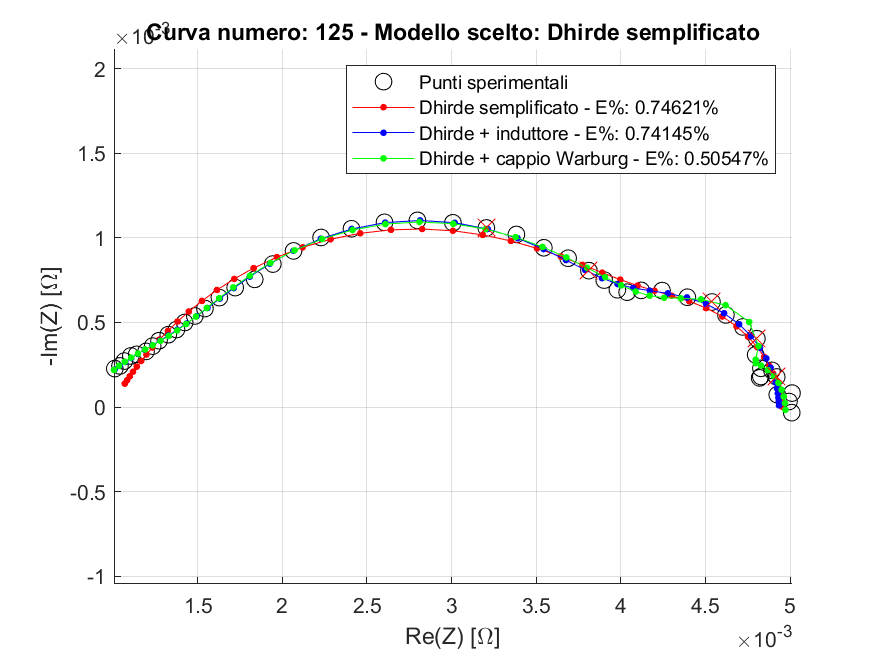 Curva numero: 125 - Modello scelto: Dhirde semplificato
×10-3
Punti sperimentali
Dhirde semplificato - E%: 0.74621%
Dhirde + induttore - E%: 0.74145%
Dhirde + cappio Warburg - E%: 0.50547%
2
1.5
1
0.5
0
-0.5
-1
-Im(Z) [Ω]
1.5 2 2.5 3 3.5 4 4.5 5
Re(Z) [Ω]
×10-3